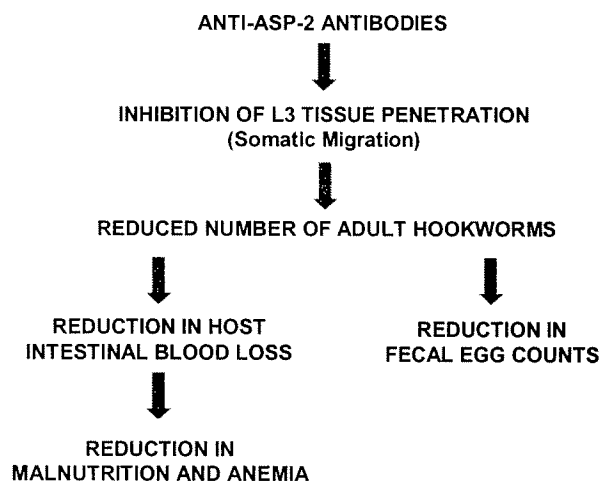 ANTI-ASP-2 ANTIBODIES
INHIBITION OF L3 TISSUE PENETRATION
(Somatic Migration)
REDUCED NUMBER OF ADULT HOOKWORMS
REDUCTION IN HOST
INTESTINAL BLOOD LOSS
REDUCTION IN
FECAL EGG COUNTS
REDUCTION IN
MALNUTRITION AND ANEMIA